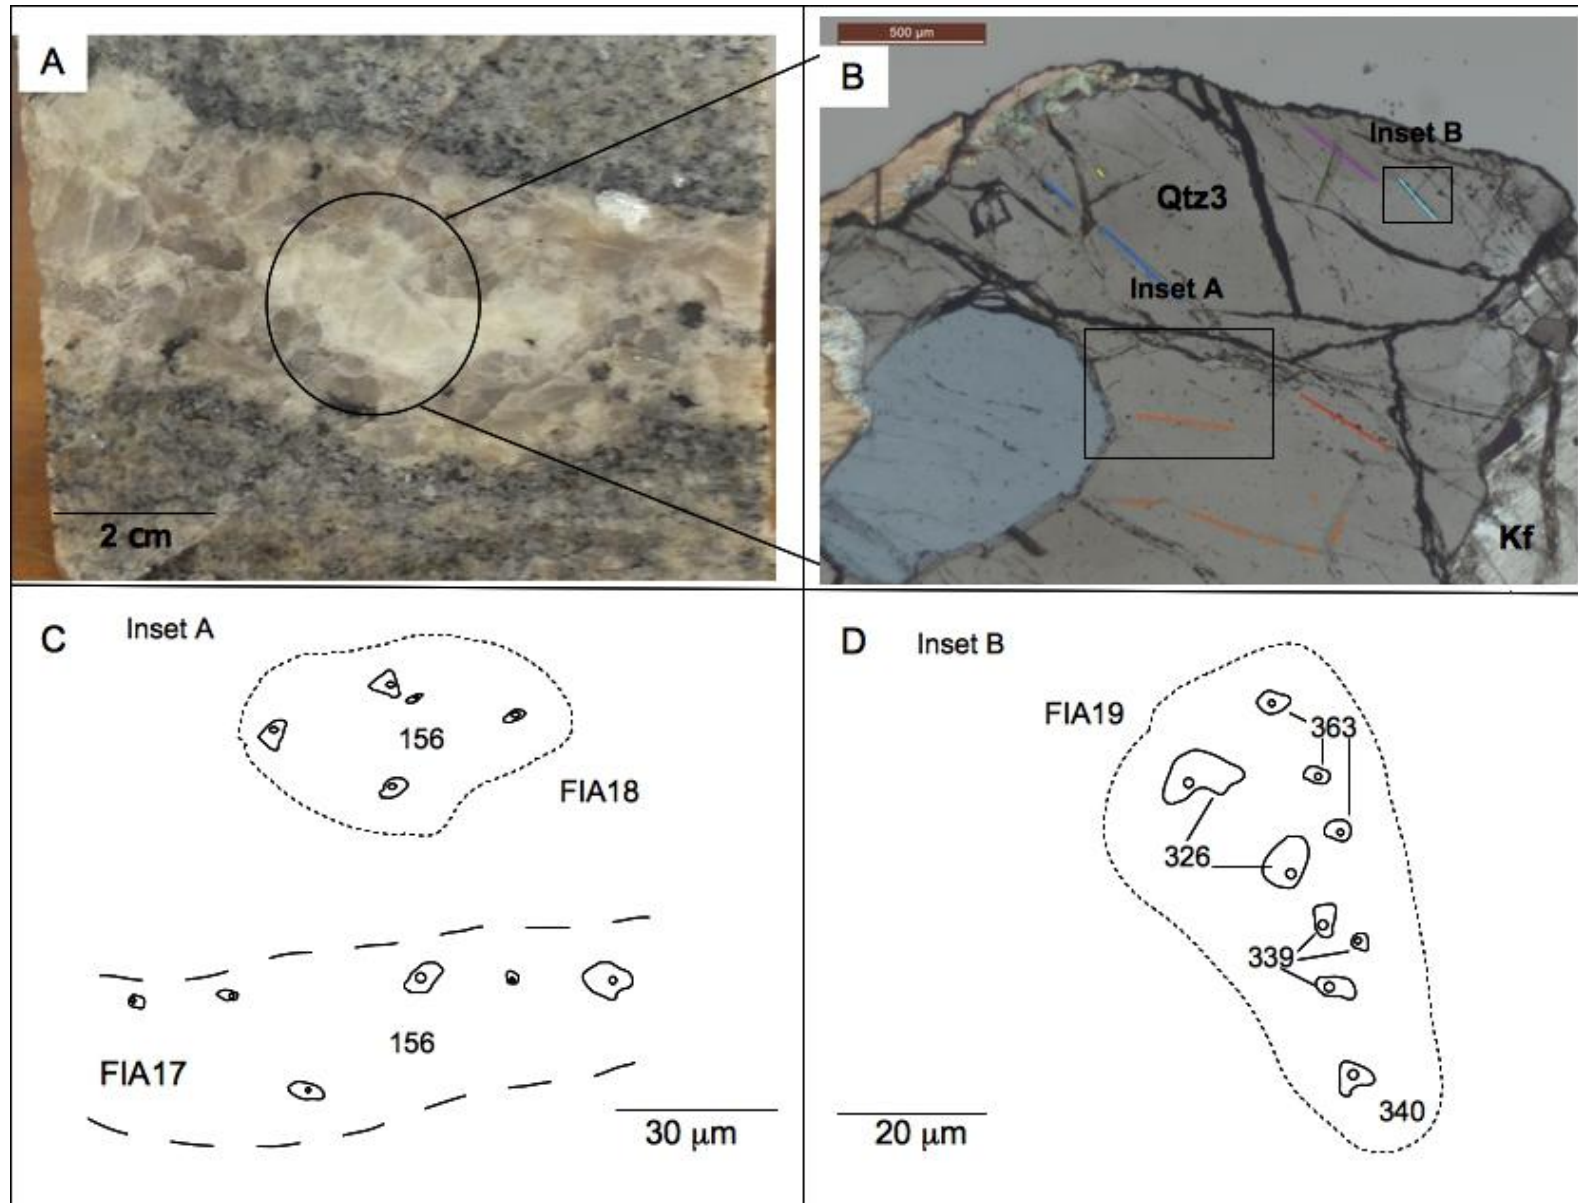 A
2 cm
500 µm
B
Inset B
Qtz3
Inset A
Kf
C
Inset A
156
FIA18
156
FIA17
30 µm
D
Inset B
FIA19
363
326
339
340
20 µm